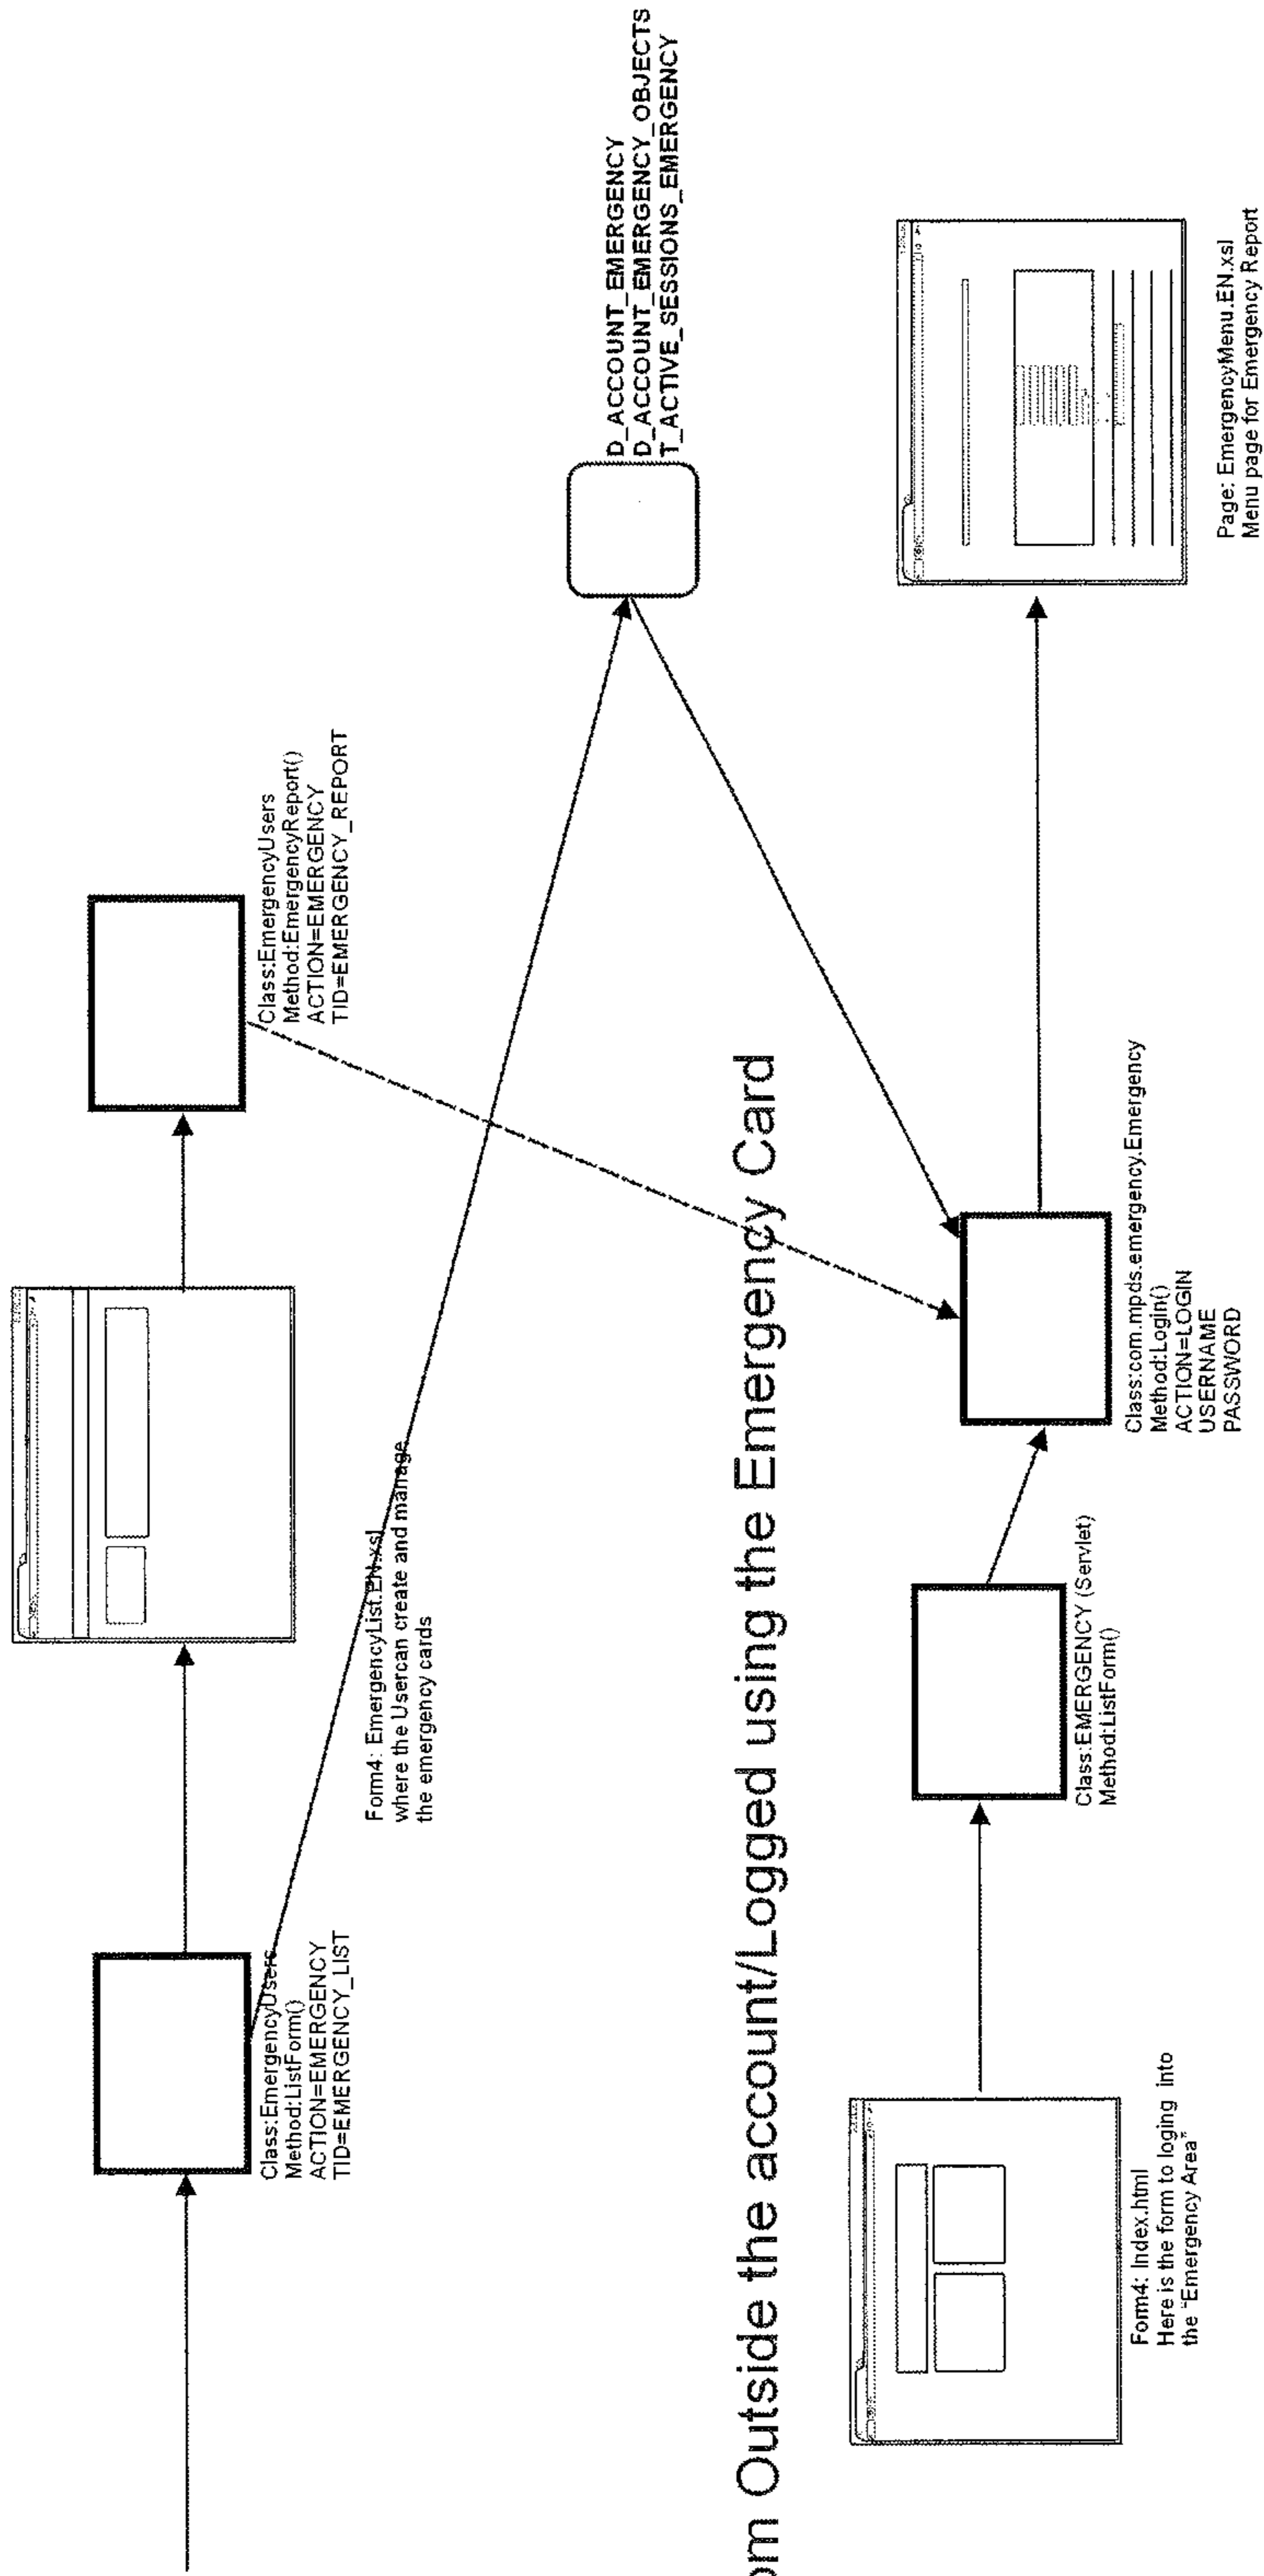 Class:EmergencyUsers
Method:ListForm()
ACTION=EMERGENCY
TID=EMERGENCY_LIST
Form4: EmergencyList.EN.xsl
where the Usercan create and manage
the emergency cards
Class:EmergencyUsers
Method:EmergencyReport()
ACTION=EMERGENCY
TID=EMERGENCY_REPORT
D_ACCOUNT_EMERGENCY
D_ACCOUNT_EMERGENCY_OBJECTS
T_ACTIVE_SESSIONS_EMERGENCY
om Outside the account/Logged using the Emergency Card
Form4: Index.html
Here is the form to loging into
the "Emergency Area"
Class:EMERGENCY (Servlet)
Method:ListForm()
Class:com.mpds.emergency.Emergency
Method:Login()
ACTION=LOGIN
USERNAME
PASSWORD
Page: EmergencyMenu.EN.xsl
Menu page for Emergency Report